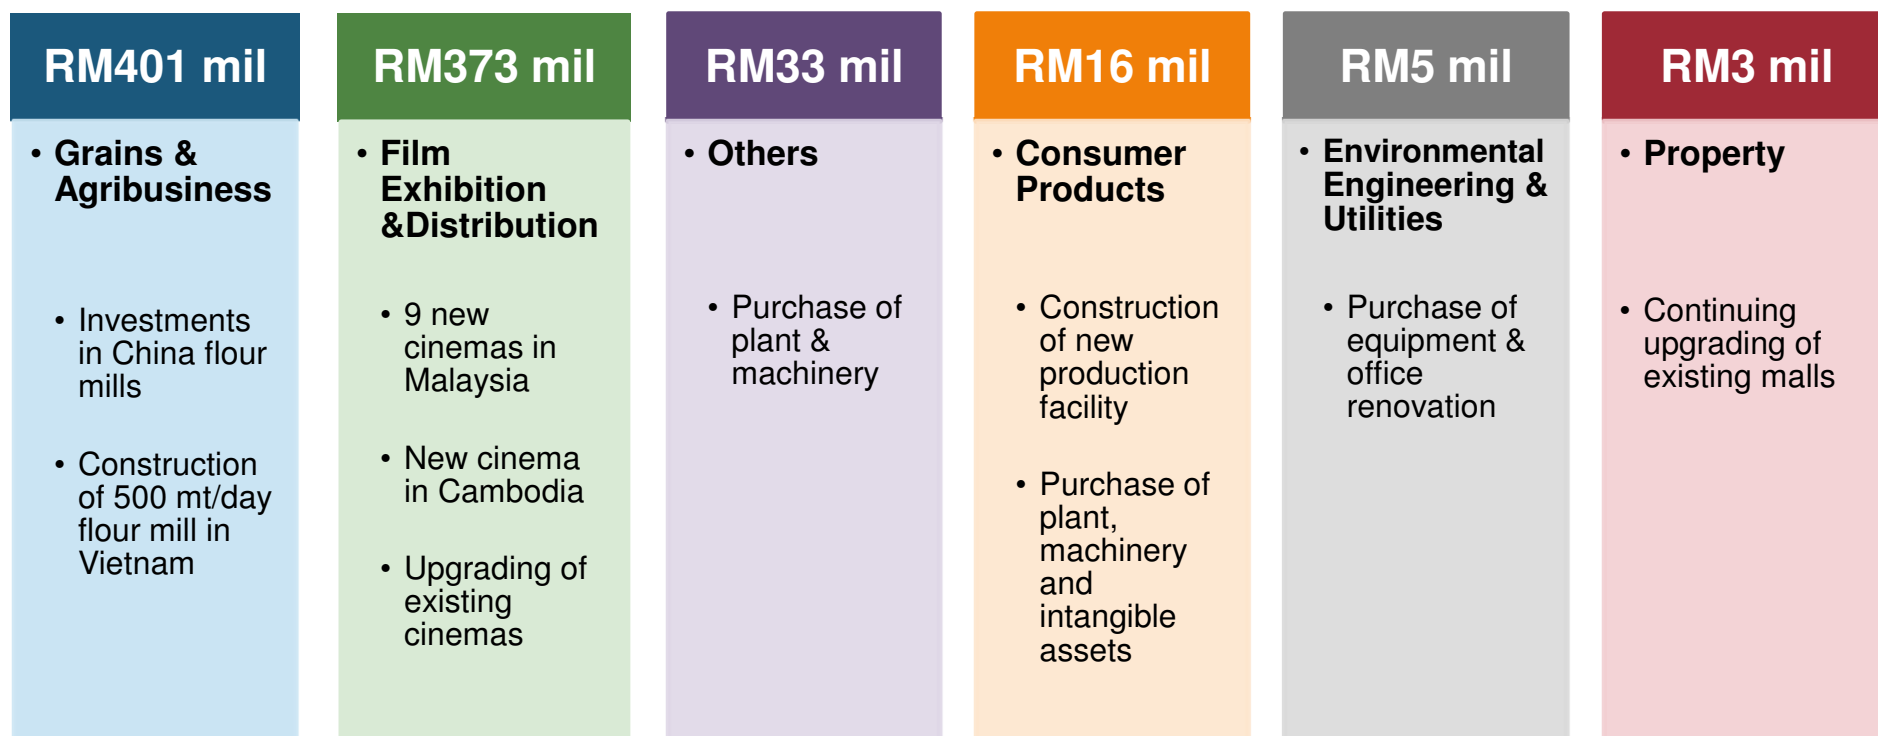 RM401 mil
• Grains &
Agribusiness
• Investments
in China flour
mills
• Construction
of 500 mt/day
flour mill in
Vietnam
RM373 mil
• Film
Exhibition
&Distribution
• 9 new
cinemas in
Malaysia
• New cinema
in Cambodia
• Upgrading of
existing
cinemas
RM33 mil
• Others
• Purchase of
plant &
machinery
RM16 mil
• Consumer
Products
• Construction
of new
production
facility
• Purchase of
plant,
machinery
and
intangible
assets
RM5 mil
• Environmental
Engineering &
Utilities
• Purchase of
equipment &
office
renovation
RM3 mil
• Property
• Continuing
upgrading of
existing malls